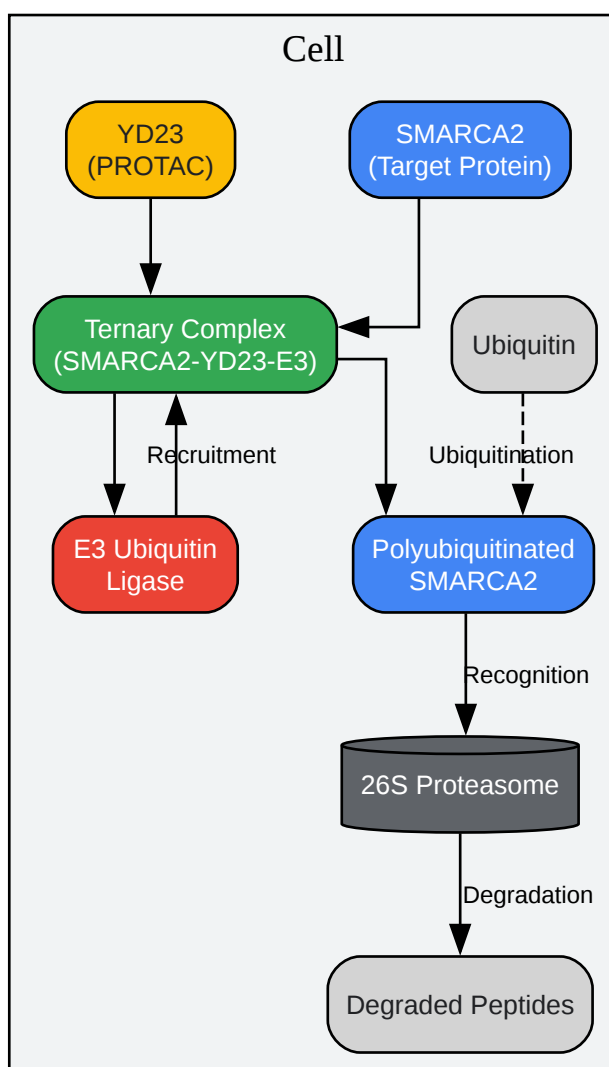 Cell
YD23
(PROTAC)
SMARCA2
(Target Protein)
Ternary Complex
(SMARCA2-YD23-E3)
Ubiquitin
Recruitment
Ubiquitination
E3 Ubiquitin
Ligase
Polyubiquitinated
SMARCA2
Recognition
26S Proteasome
Degradation
Degraded Peptides